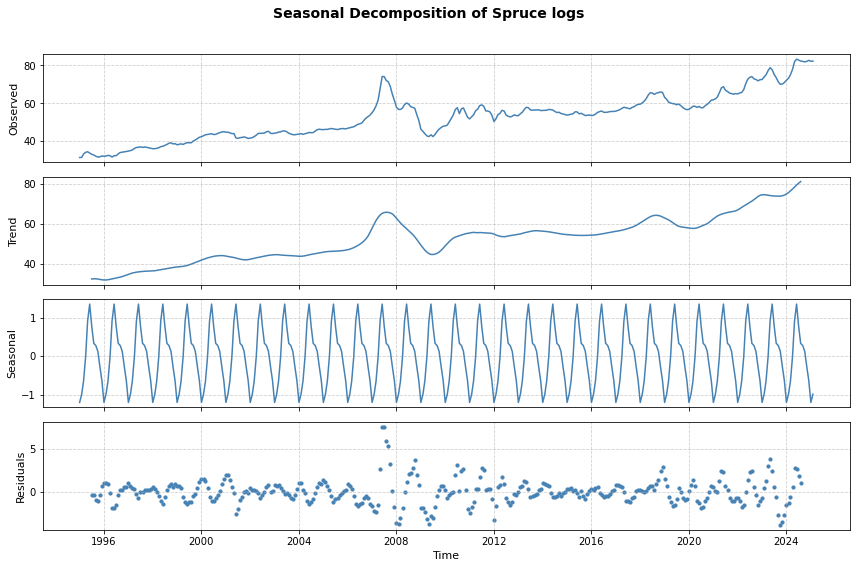 Seasonal Decomposition of Spruce logs
80
60
40
Observed
80
60
40
Trend
1
0
−1
Seasonal
5
0
Residuals
1996 2000 2004 2008 2012 2016 2020 2024
Time